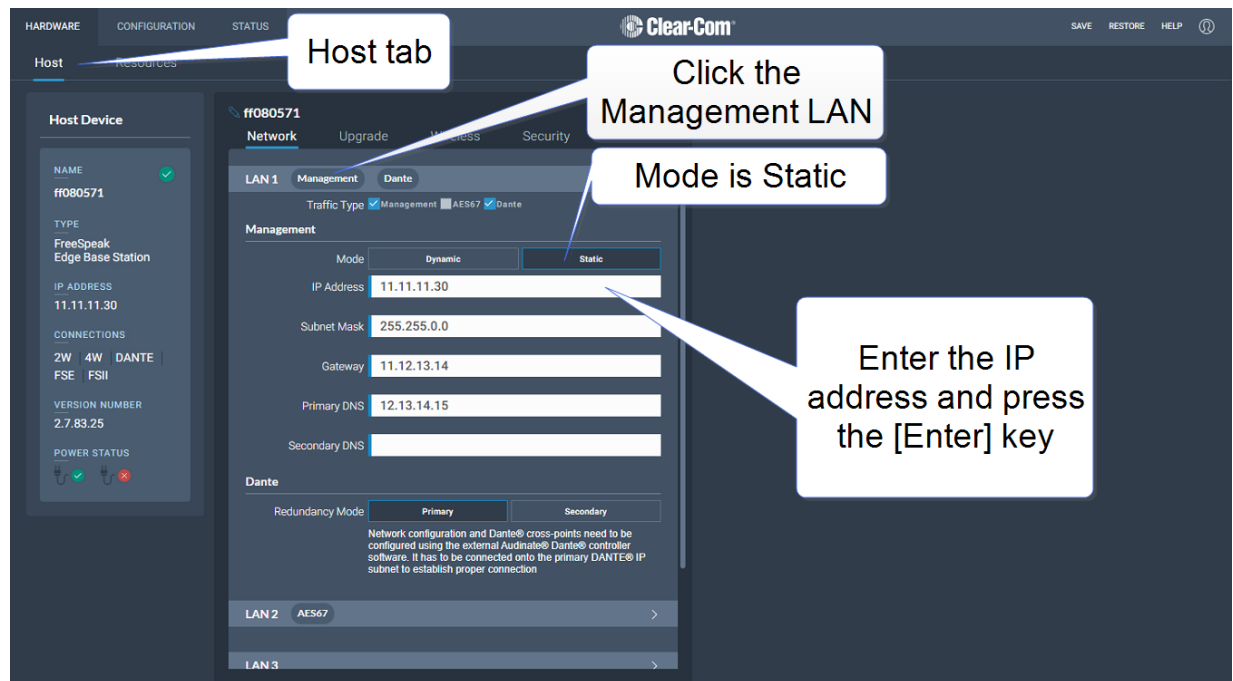 HARDWARE CONFIGURATION STATUS Clear-Com® SAVE RESTORE HELP
Host Resources
Host tab
Click the
Management LAN
Mode is Static
Host Device
NAME
ff080571
TYPE
FreeSpeak
Edge Base Station
IP ADDRESS
11.11.11.30
CONNECTIONS
2W 4W DANTE
FSE FSII
VERSION NUMBER
2.7.83.25
POWER STATUS
ff080571
Network Upgrade Wireless Security
LAN 1 Management Dante
Traffic Type Management AES67 Dante
Management
Mode Dynamic Static
IP Address 11.11.11.30
Subnet Mask 255.255.0.0
Gateway 11.12.13.14
Primary DNS 12.13.14.15
Secondary DNS
Dante
Redundancy Mode Primary Secondary
Network configuration and Dante® cross-points need to be
configured using the external Audinate® Dante® controller
software. It has to be connected onto the primary DANTE® IP
subnet to establish proper connection
LAN 2 AES67
LAN 3
Enter the IP
address and press
the [Enter] key